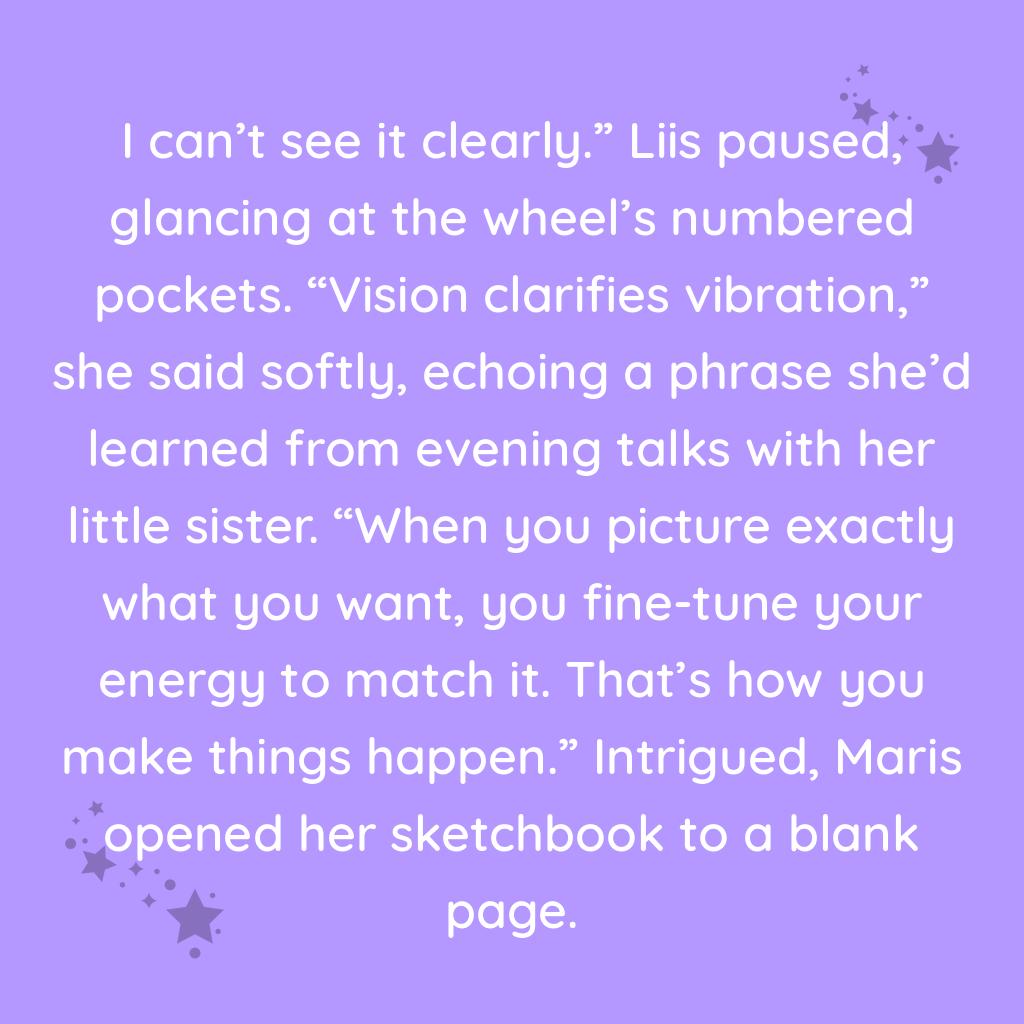 I can’t see it clearly.” Liis paused,
glancing at the wheel’s numbered
pockets. “Vision clarifies vibration,”
she said softly, echoing a phrase she’d
learned from evening talks with her
little sister. “When you picture exactly
what you want, you fine-tune your
energy to match it. That’s how you
make things happen.” Intrigued, Maris
opened her sketchbook to a blank
page.